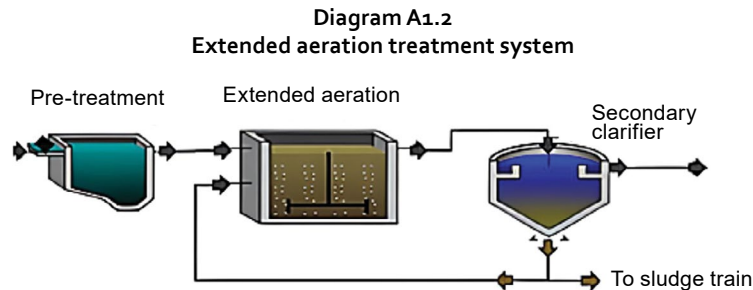 Diagram A1.2
Extended aeration treatment system
Pre-treatment
Extended aeration
Secondary
clarifier
To sludge train